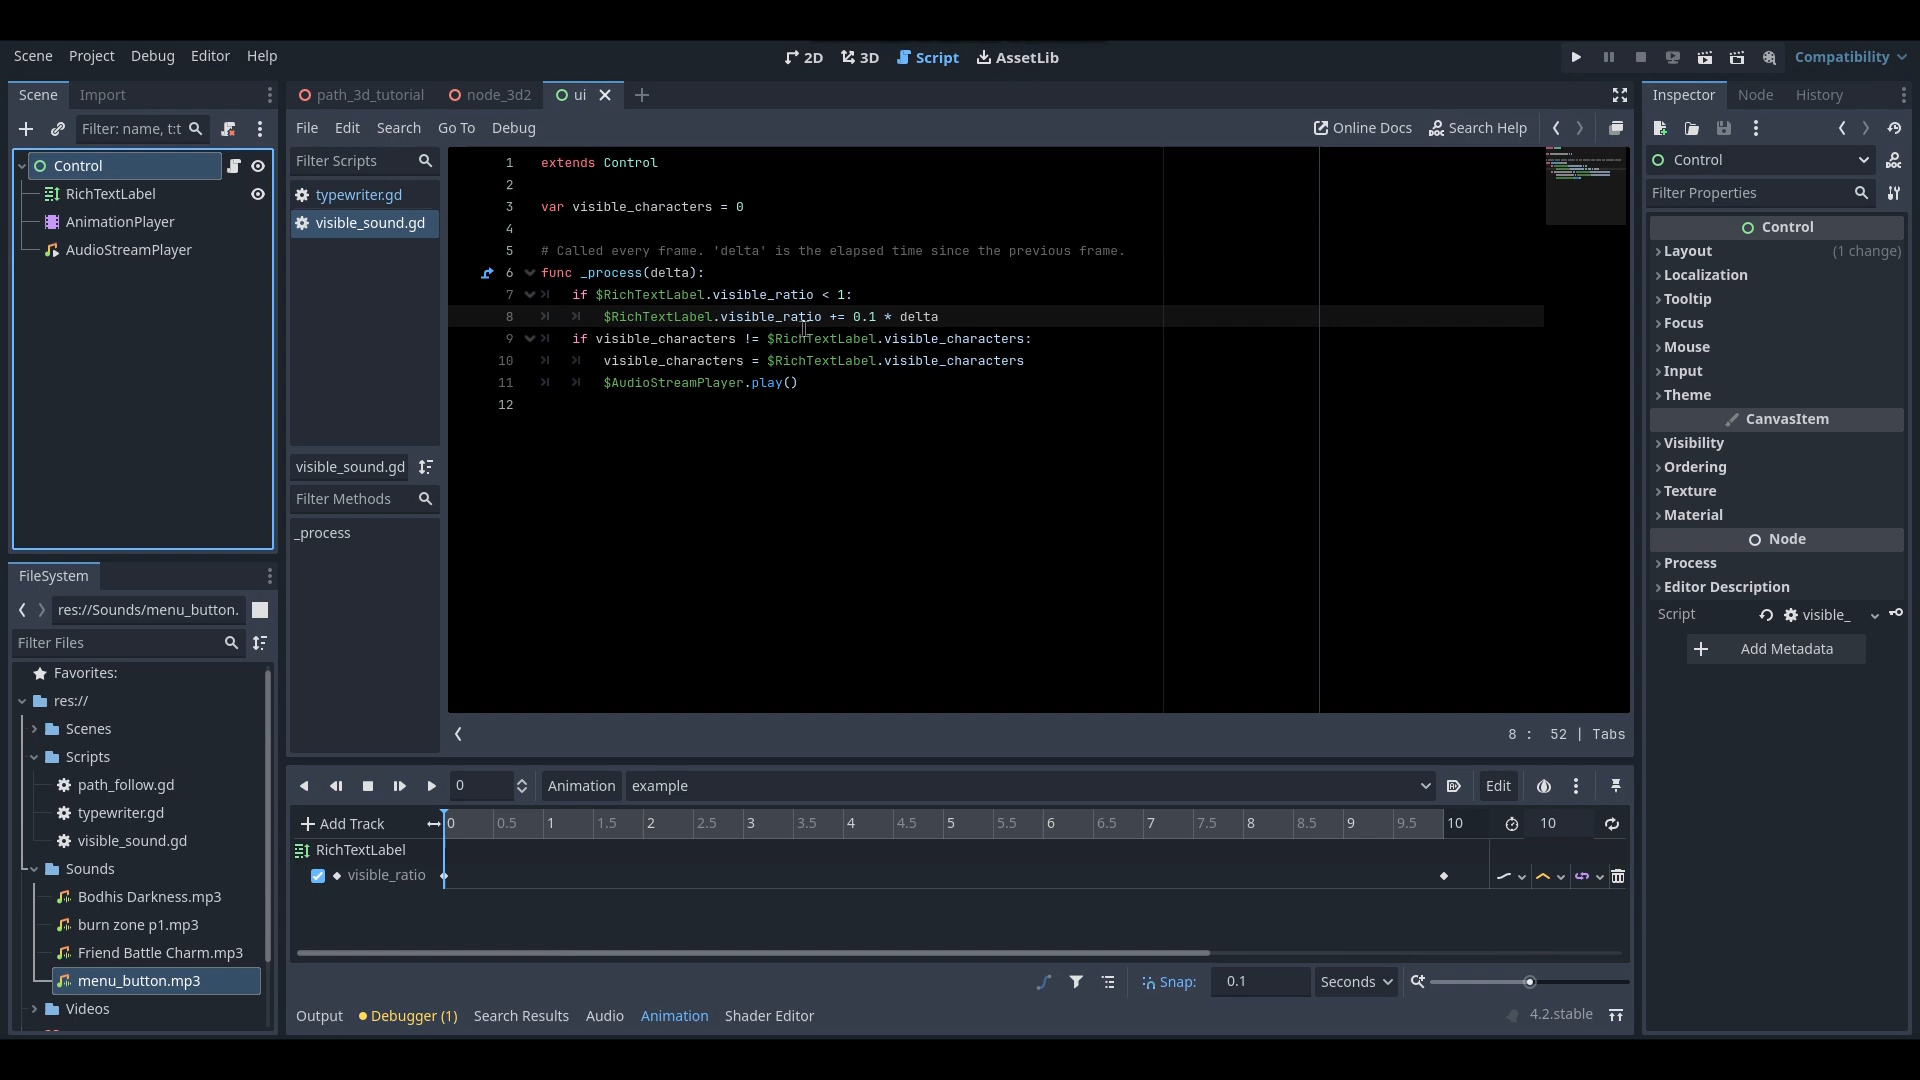 Scene Project Debug Editor Help
2D 3D Script AssetLib
Compatibility
Scene Import
Filter: name, t:t
Control
RichTextLabel
AnimationPlayer
AudioStreamPlayer
path_3d_tutorial node_3d2 ui
File Edit Search Go To Debug
Online Docs Search Help
Filter Scripts
typewriter.gd
visible_sound.gd
visible_sound.gd
Filter Methods
_process
1 extends Control
2
3 var visible_characters = 0
4
5 # Called every frame. 'delta' is the elapsed time since the previous frame.
6 func _process(delta):
7 if $RichTextLabel.visible_ratio < 1:
8 $RichTextLabel.visible_ratio += 0.1 * delta
9 if visible_characters != $RichTextLabel.visible_characters:
10 visible_characters = $RichTextLabel.visible_characters
11 $AudioStreamPlayer.play()
12
8 : 52 | Tabs
Inspector Node History
Control
Filter Properties
Control
Layout (1 change)
Localization
Tooltip
Focus
Mouse
Input
Theme
CanvasItem
Visibility
Ordering
Texture
Material
Node
Process
Editor Description
Script visible_
Add Metadata
FileSystem
res://Sounds/menu_button.
Filter Files
Favorites:
res://
Scenes
Scripts
path_follow.gd
typewriter.gd
visible_sound.gd
Sounds
Bodhis Darkness.mp3
burn zone p1.mp3
Friend Battle Charm.mp3
menu_button.mp3
Videos
0 Animation example Edit
Add Track 0 0.5 1 1.5 2 2.5 3 3.5 4 4.5 5 5.5 6 6.5 7 7.5 8 8.5 9 9.5 10 10
RichTextLabel
visible_ratio
Snap: 0.1 Seconds
Output Debugger (1) Search Results Audio Animation Shader Editor 4.2.stable